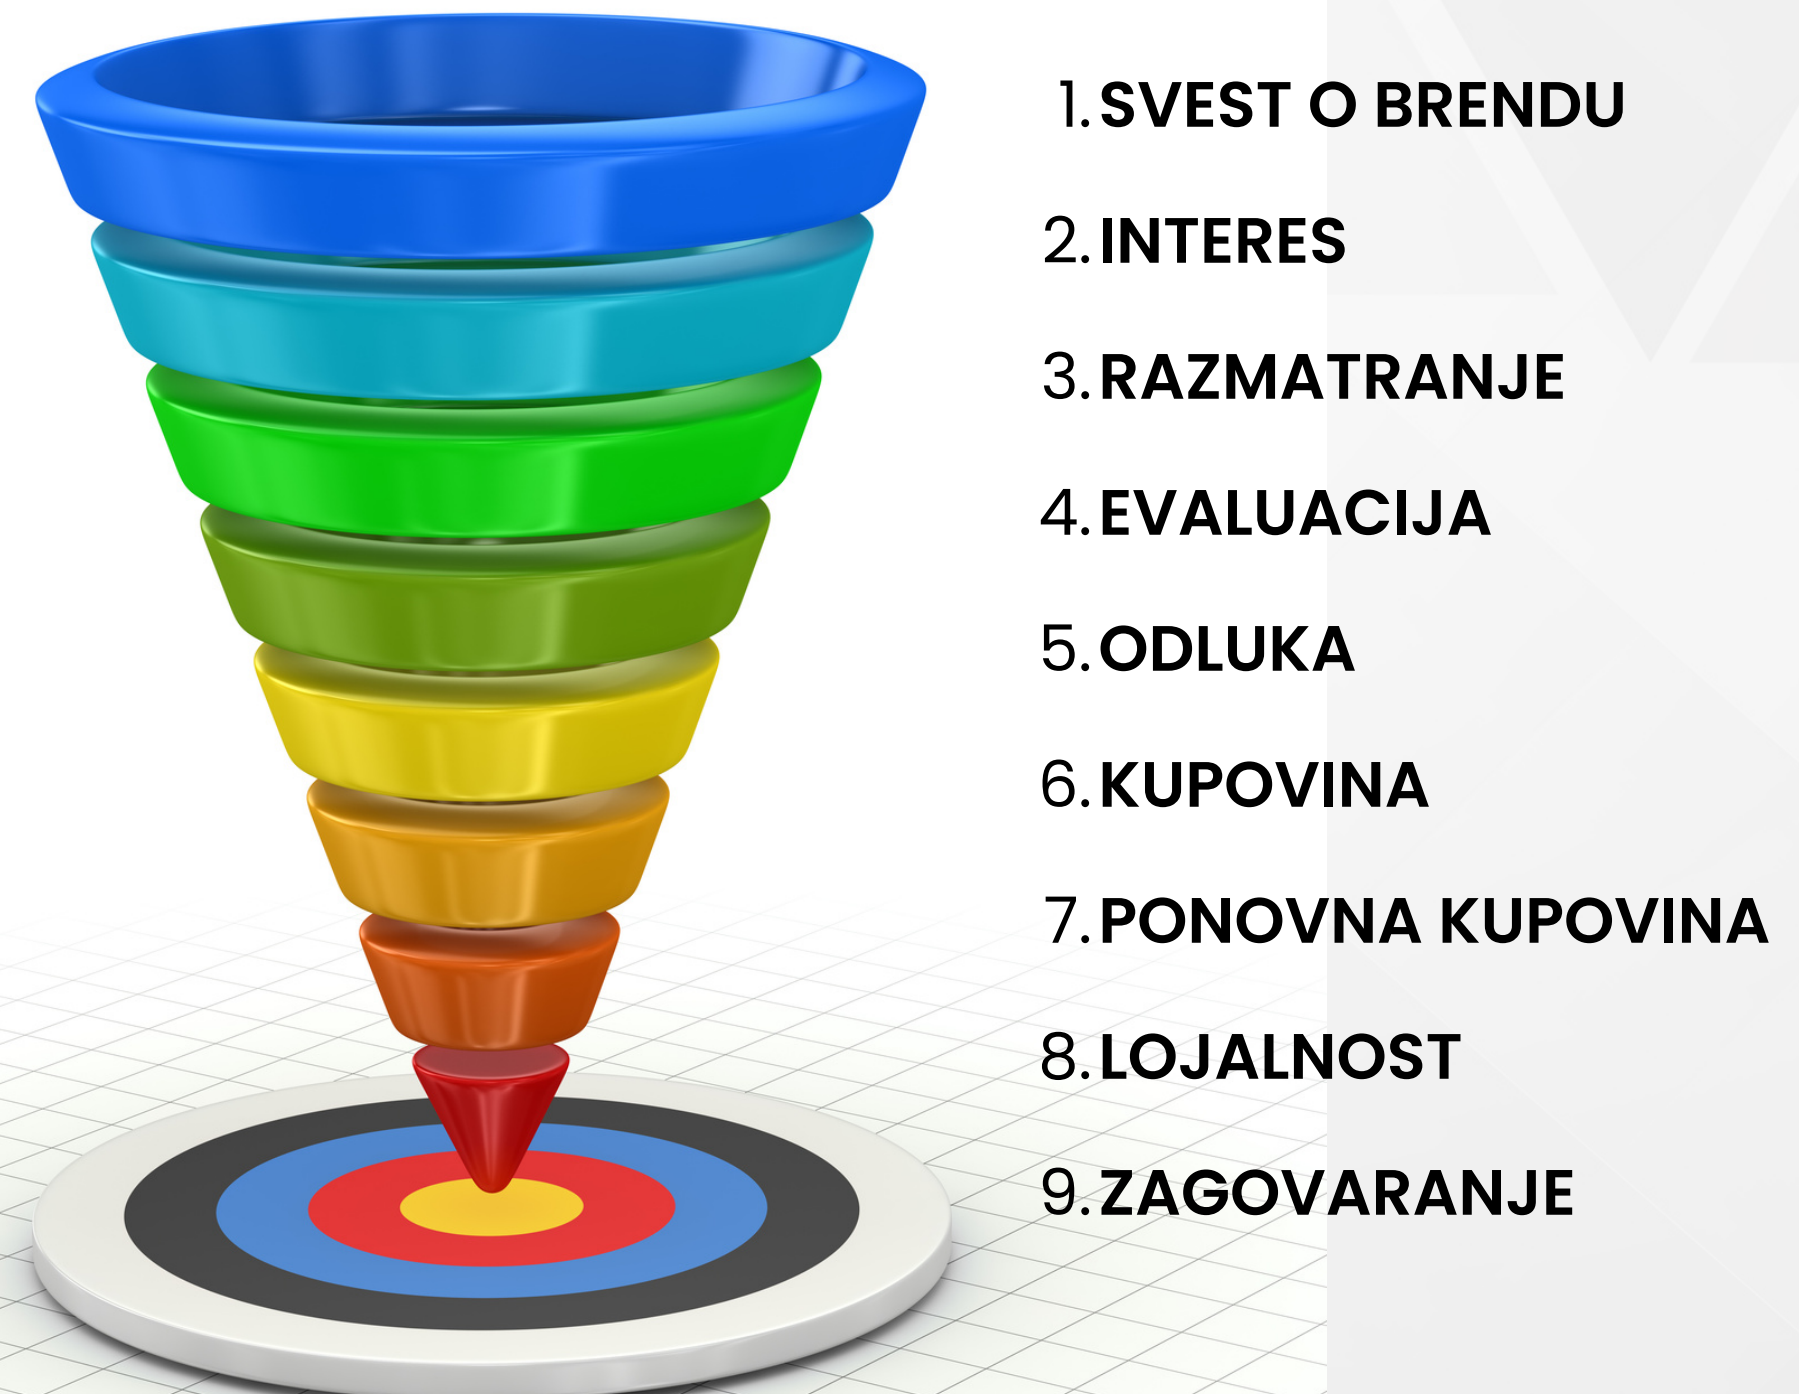 1. SVEST O BRENDU
2. INTERES
3. RAZMATRANJE
4. EVALUACIJA
5. ODLUKA
6. KUPOVINA
7. PONOVNA KUPOVINA
8. LOJALNOST
9. ZAGOVARANJE